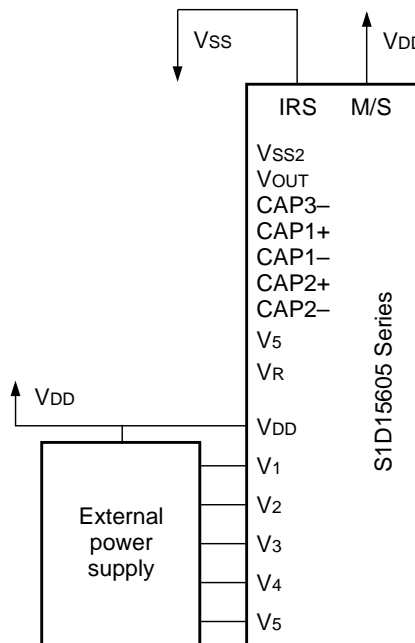 VSS
VDD
IRS M/S
VSS2
VOUT
CAP3–
CAP1+
CAP1–
CAP2+
CAP2–
V5
VR
VDD
VDD
V1
V2
V3
V4
V5
External
power
supply
S1D15605 Series